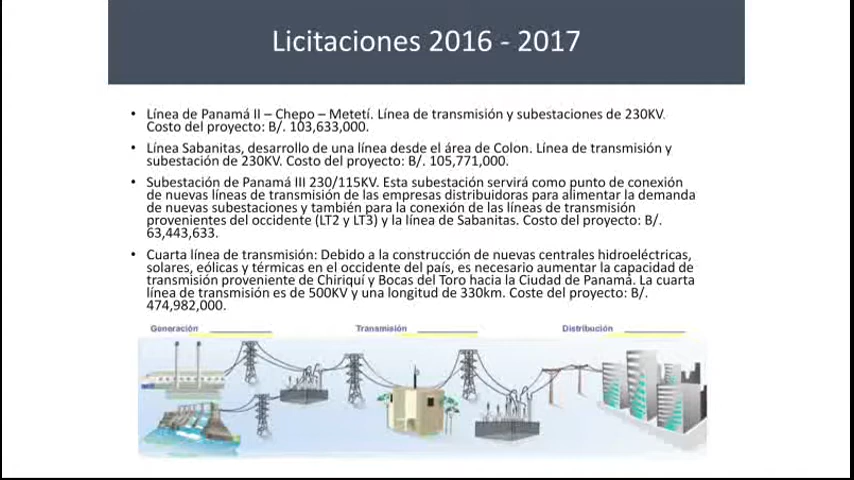 Licitaciones 2016 - 2017
• Línea de Panamá II – Chepo – Metetí. Línea de transmisión y subestaciones de 230KV.
Costo del proyecto: B/. 103,633,000.
• Línea Sabanitas, desarrollo de una línea desde el área de Colon. Línea de transmisión y
subestación de 230KV. Costo del proyecto: B/. 105,771,000.
• Subestación de Panamá III 230/115KV. Esta subestación servirá como punto de conexión
de nuevas líneas de transmisión de las empresas distribuidoras para alimentar la demanda
de nuevas subestaciones y también para la conexión de las líneas de transmisión
provenientes del occidente (LT2 y LT3) y la línea de Sabanitas. Costo del proyecto: B/.
63,443,633.
• Cuarta línea de transmisión: Debido a la construcción de nuevas centrales hidroeléctricas,
solares, eólicas y térmicas en el occidente del país, es necesario aumentar la capacidad de
transmisión proveniente de Chiriquí y Bocas del Toro hacia la Ciudad de Panamá. La cuarta
línea de transmisión es de 500KV y una longitud de 330km. Coste del proyecto: B/.
474,982,000.
Generación Transmisión Distribución